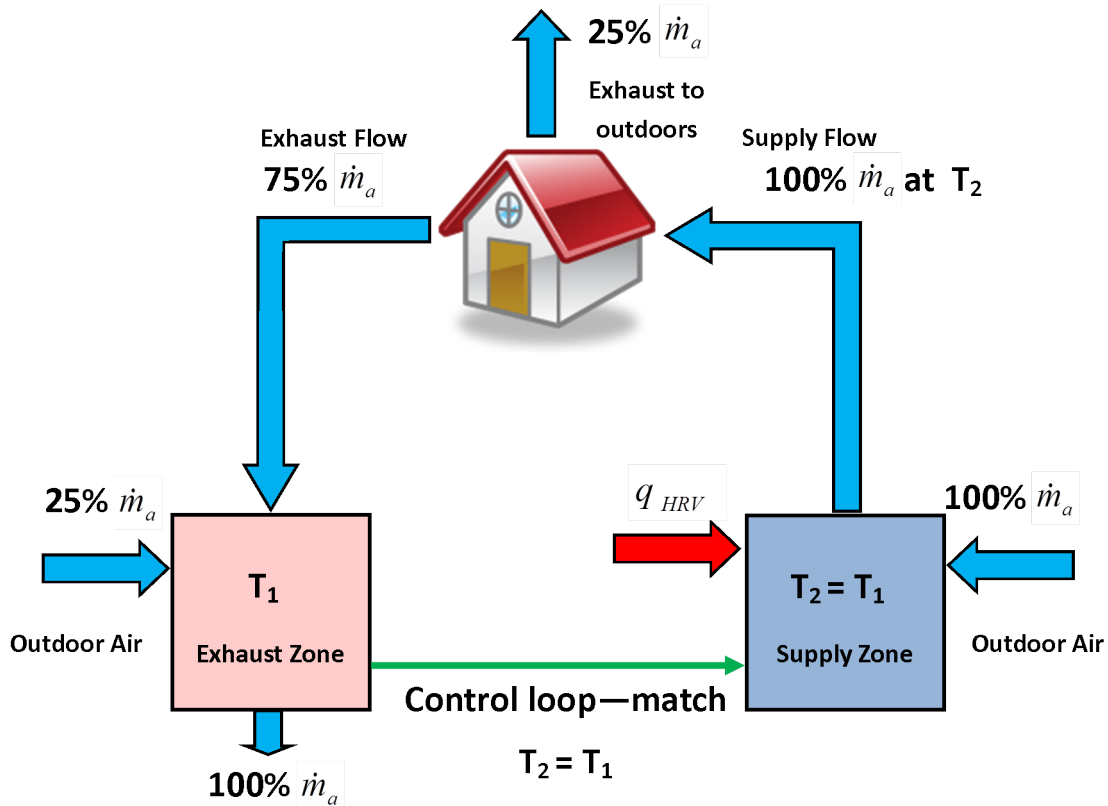 25% ṁₐ
Exhaust to
outdoors
Exhaust Flow
75% ṁₐ
Supply Flow
100% ṁₐ at T₂
25% ṁₐ
Outdoor Air
T₁
Exhaust Zone
100% ṁₐ
q HRV
T₂ = T₁
Supply Zone
100% ṁₐ
Outdoor Air
Control loop—match
T₂ = T₁